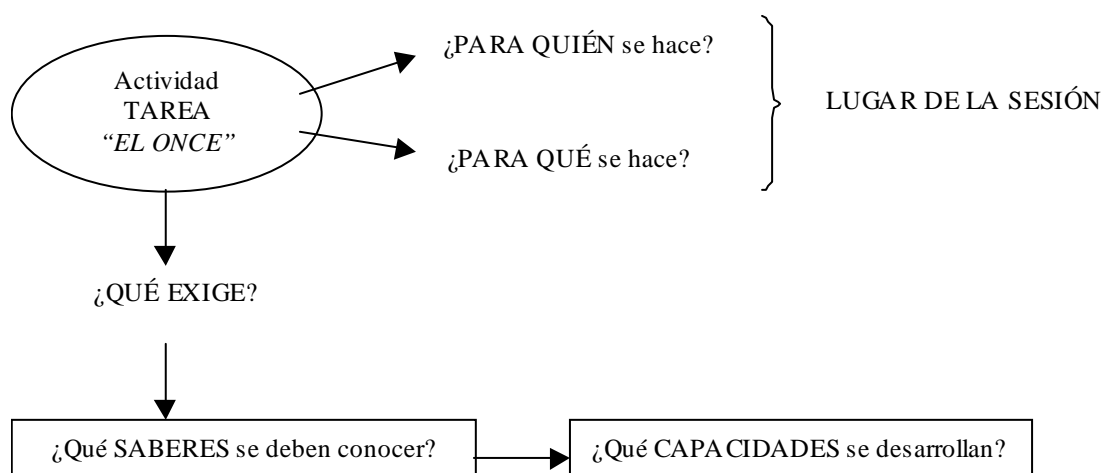 ¿PARA QUIÉN se hace?
Actividad
TAREA
“EL ONCE”
LUGAR DE LA SESIÓN
¿PARA QUÉ se hace?
¿QUÉ EXIGE?
¿Qué SABERES se deben conocer?
¿Qué CAPACIDADES se desarrollan?